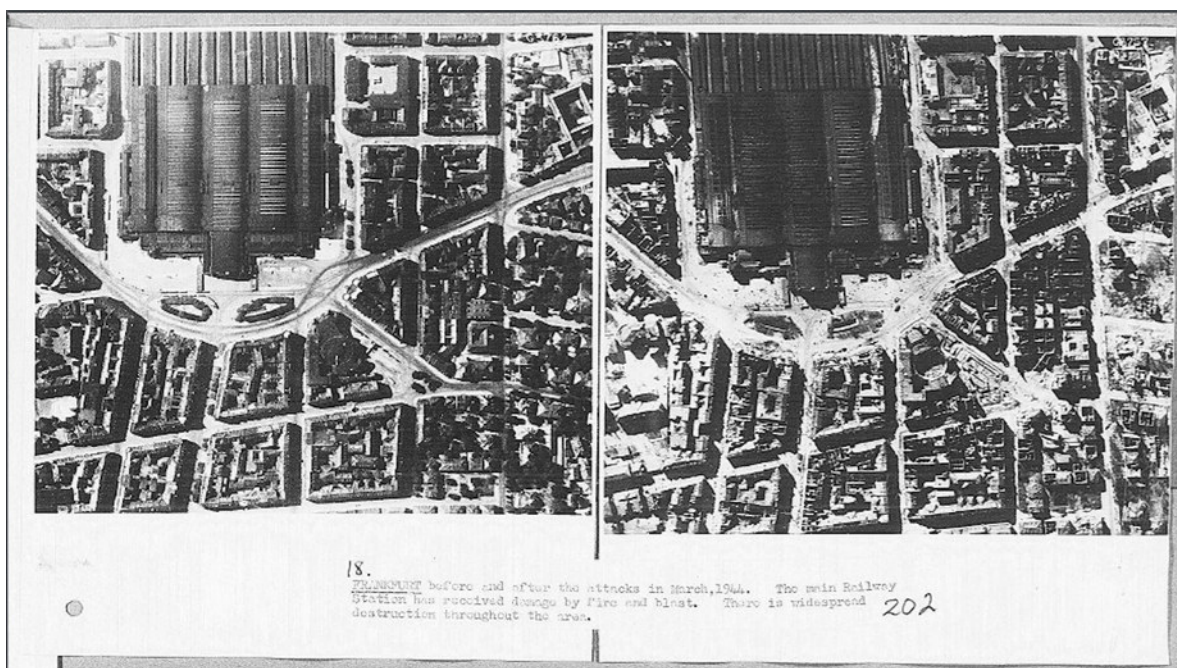 18.
FRANKFURT before and after the attacks in March,1944. The main Railway
Station has received damage by fire and blast. There is widespread
destruction throughout the area.
202